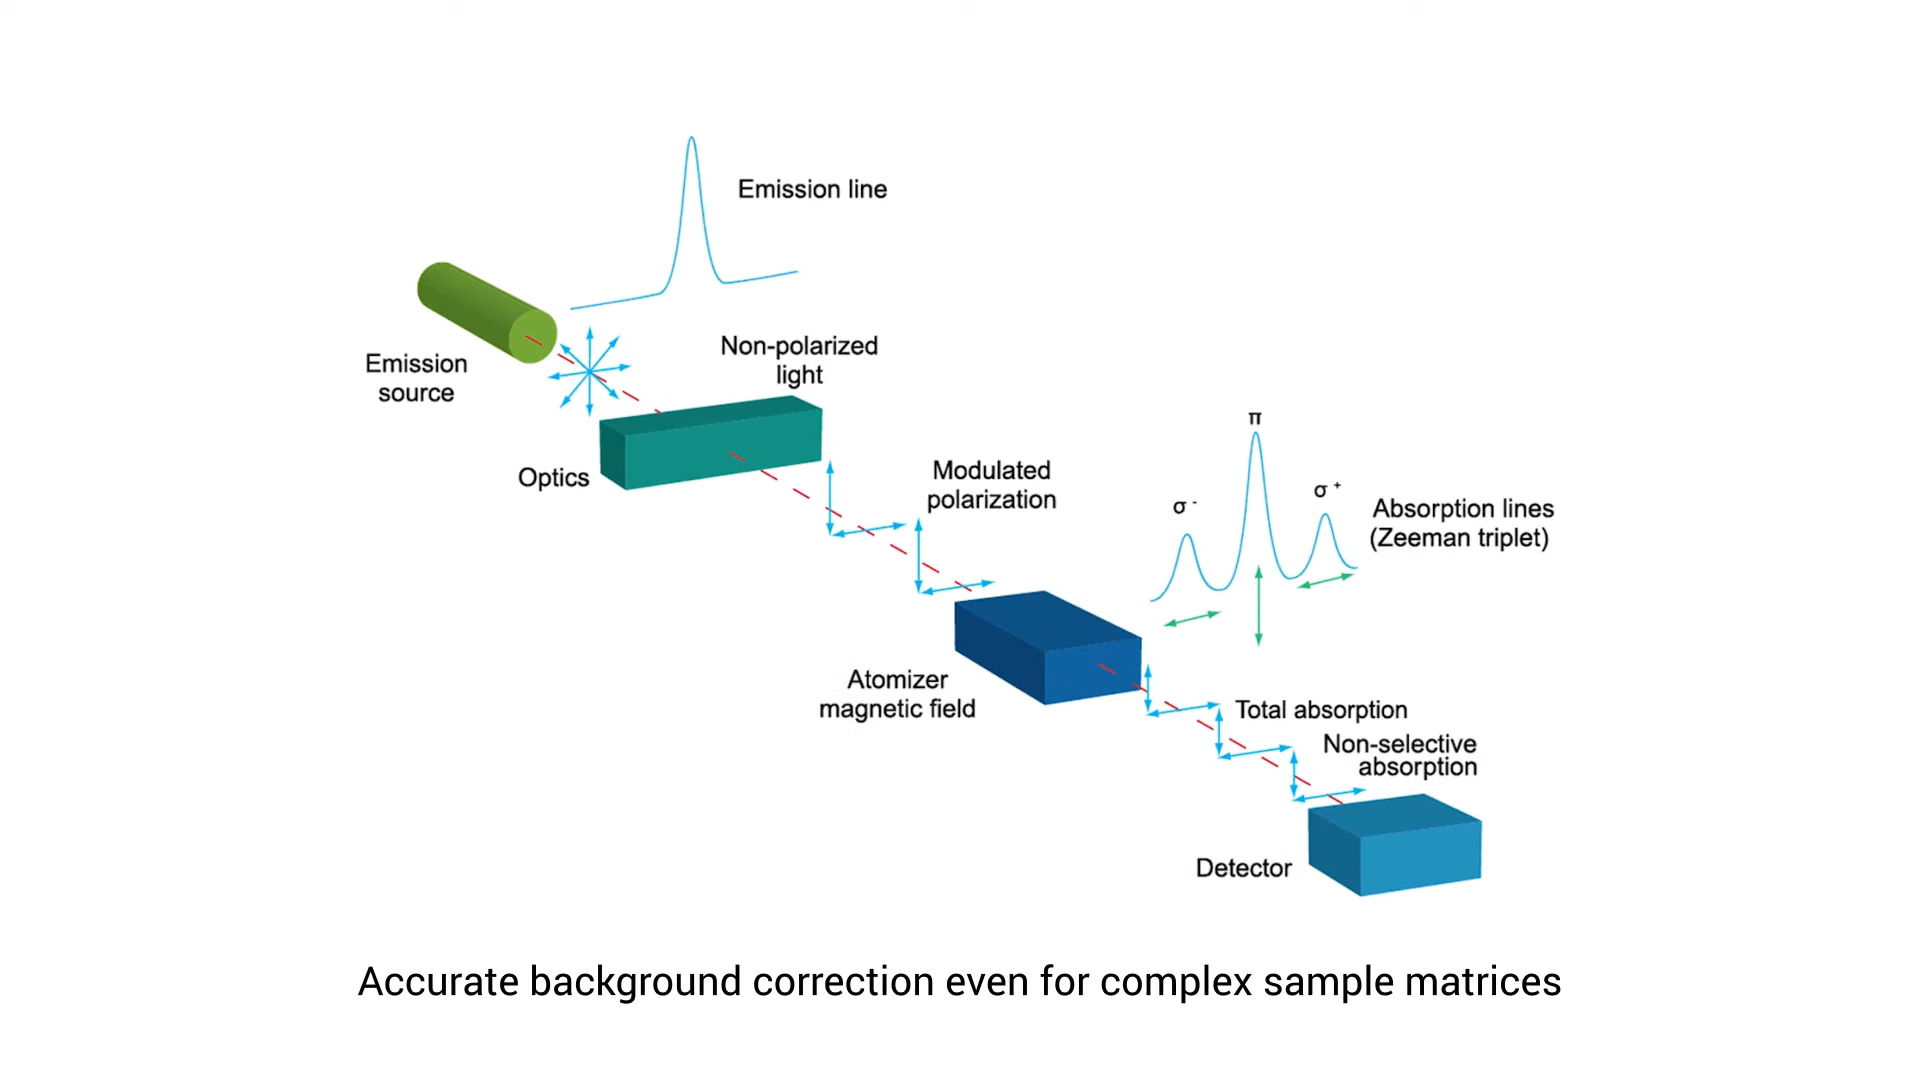 Emission line
Emission
source
Non-polarized
light
Optics
Modulated
polarization
π
σ -
σ +
Absorption lines
(Zeeman triplet)
Atomizer
magnetic field
Total absorption
Non-selective
absorption
Detector
Accurate background correction even for complex sample matrices